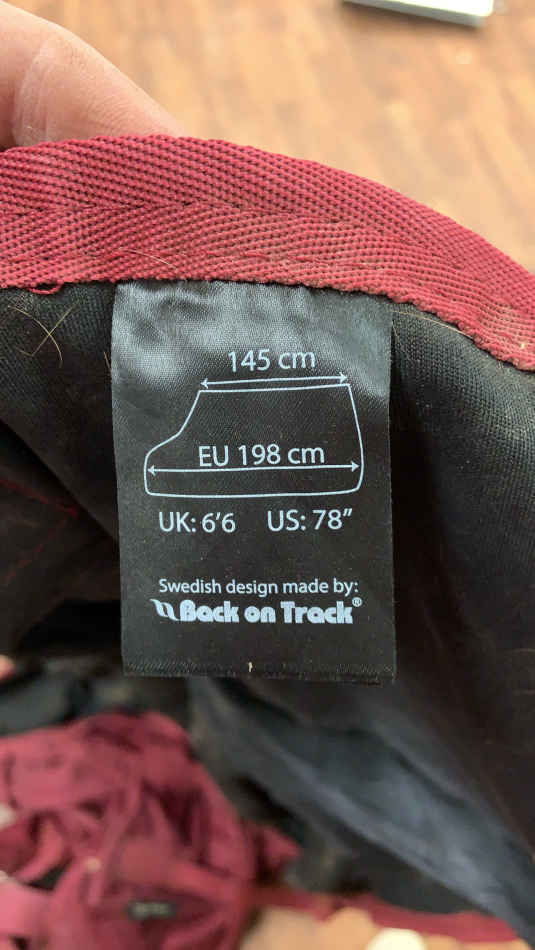 145 cm
EU 198 cm
UK: 6'6 US: 78"
Swedish design made by:
Back on Track®